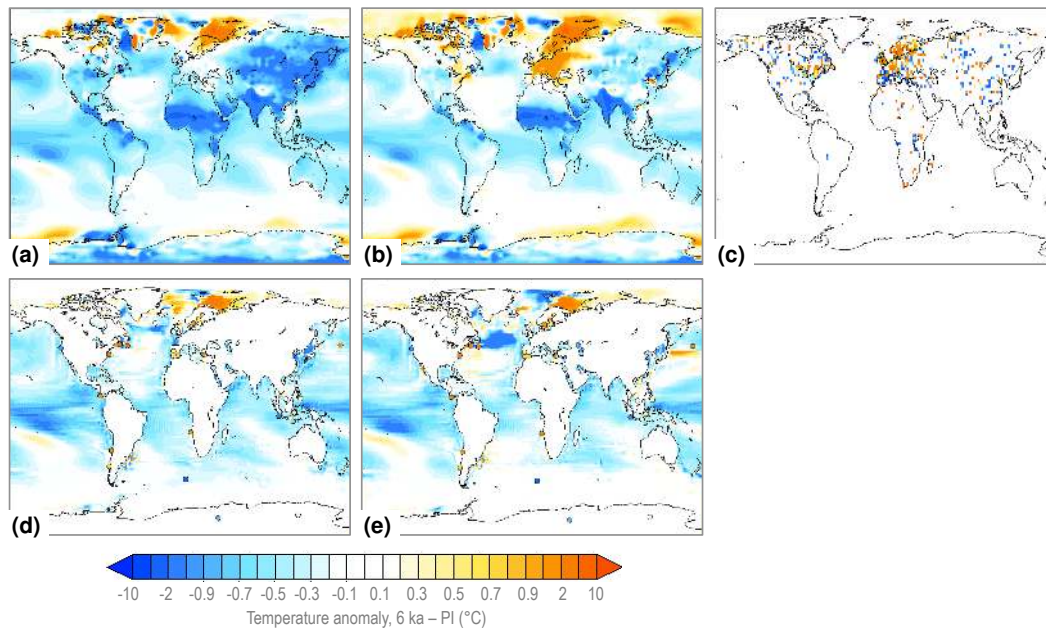 (a)
(b)
(c)
(d)
(e)
-10 -2 -0.9 -0.7 -0.5 -0.3 -0.1 0.1 0.3 0.5 0.7 0.9 2 10
Temperature anomaly, 6 ka – PI (°C)